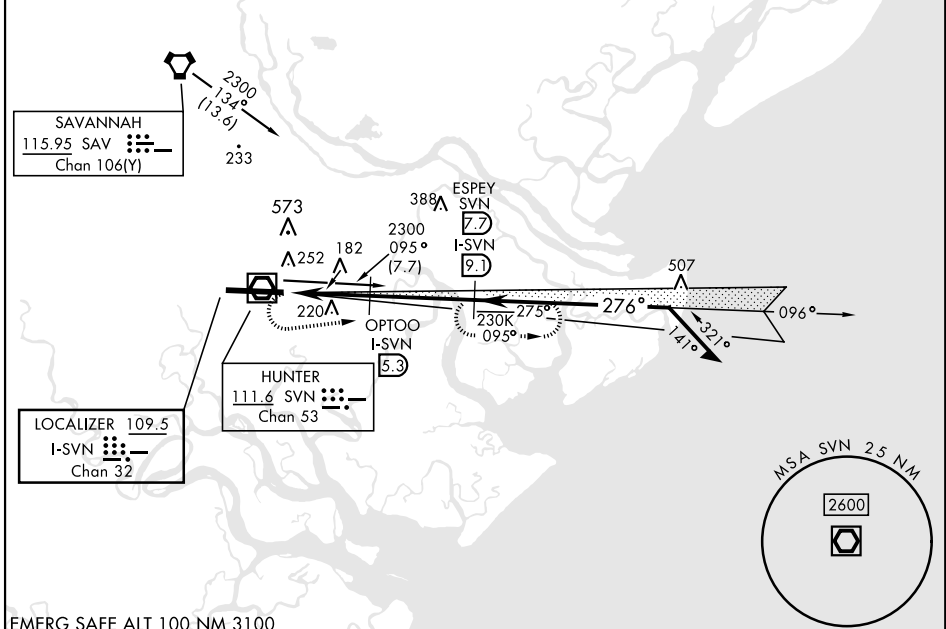 2300
134°
(13.6)
SAVANNAH
115.95 SAV
Chan 106(Y)
233
573
252
182
388
2300
095°
(7.7)
ESPEY
SVN
7.7
I-SVN
9.1
507
220
OPTOO
I-SVN
5.3
275°
230K
095°
276°
096°
141°
321°
HUNTER
111.6 SVN
Chan 53
LOCALIZER 109.5
I-SVN
Chan 32
MSA SVN 25 NM
2600
EMERG SAFE ALT 100 NM 3100